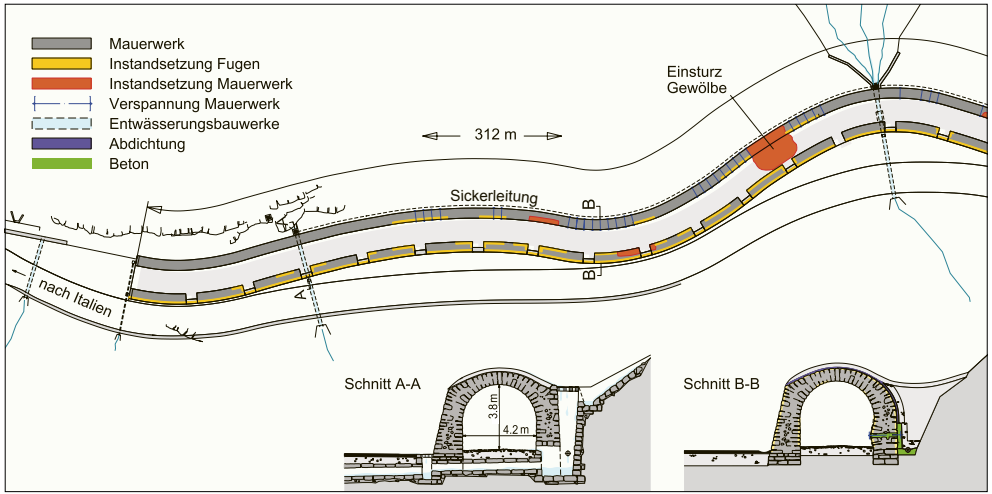 Mauerwerk
Instandsetzung Fugen
Instandsetzung Mauerwerk
Verspannung Mauerwerk
Entwässerungsbauwerke
Abdichtung
Beton
312 m
Einsturz
Gewölbe
Sickerleitung
B
B
A
nach Italien
Schnitt A-A
3.8 m
4.2 m
Schnitt B-B